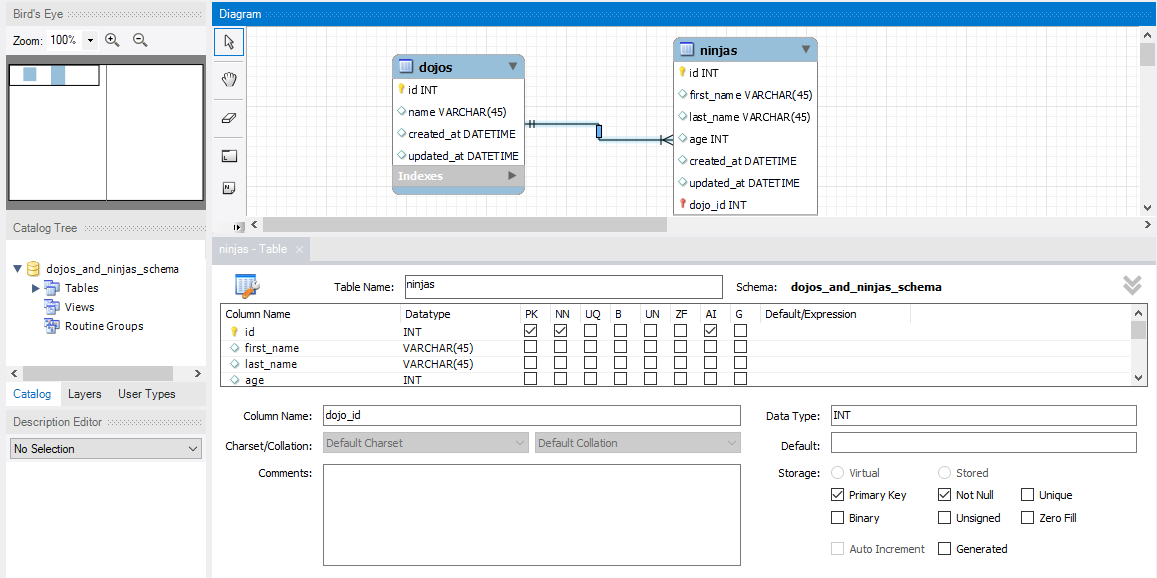 Bird's Eye
Zoom: 100%
Catalog Tree
dojos_and_ninjas_schema
Tables
Views
Routine Groups
Catalog Layers User Types
Description Editor
No Selection
Diagram
dojos
id INT
name VARCHAR(45)
created_at DATETIME
updated_at DATETIME
Indexes
ninjas
id INT
first_name VARCHAR(45)
last_name VARCHAR(45)
age INT
created_at DATETIME
updated_at DATETIME
dojo_id INT
ninjas - Table
Table Name: ninjas Schema: dojos_and_ninjas_schema
Column Name Datatype PK NN UQ B UN ZF AI G Default/Expression
id INT
first_name VARCHAR(45)
last_name VARCHAR(45)
age INT
Column Name: dojo_id Data Type: INT
Charset/Collation: Default Charset Default Collation Default:
Comments: Storage: Virtual Stored
Primary Key Not Null Unique
Binary Unsigned Zero Fill
Auto Increment Generated